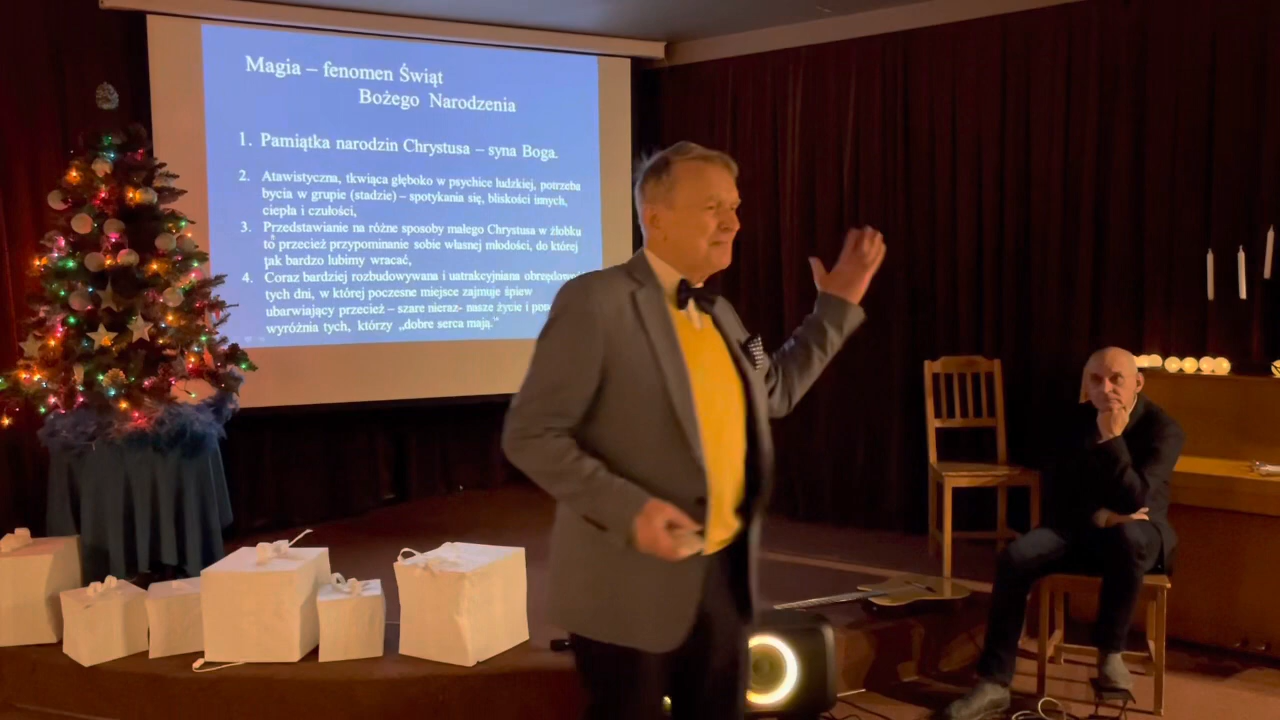 Magia – fenomen Świąt
Bożego Narodzenia
1. Pamiątka narodzin Chrystusa – syna Boga.
2. Atawistyczna, tkwiąca głęboko w psychice ludzkiej, potrzeba
bycia w grupie (stadzie) – spotykania się, bliskości innych,
ciepła i czułości,
3. Przedstawianie na różne sposoby małego Chrystusa w żłobku
to przecież przypominanie sobie własnej młodości, do której
tak bardzo lubimy wracać,
4. Coraz bardziej rozbudowywana i uatrakcyjniana
tych dni, w której poczesne miejsce zajmuje śpiew
ubarwiający przecież – szare nieraz- nasze życie i
wyróżnia tych, którzy „dobre serca mają.”